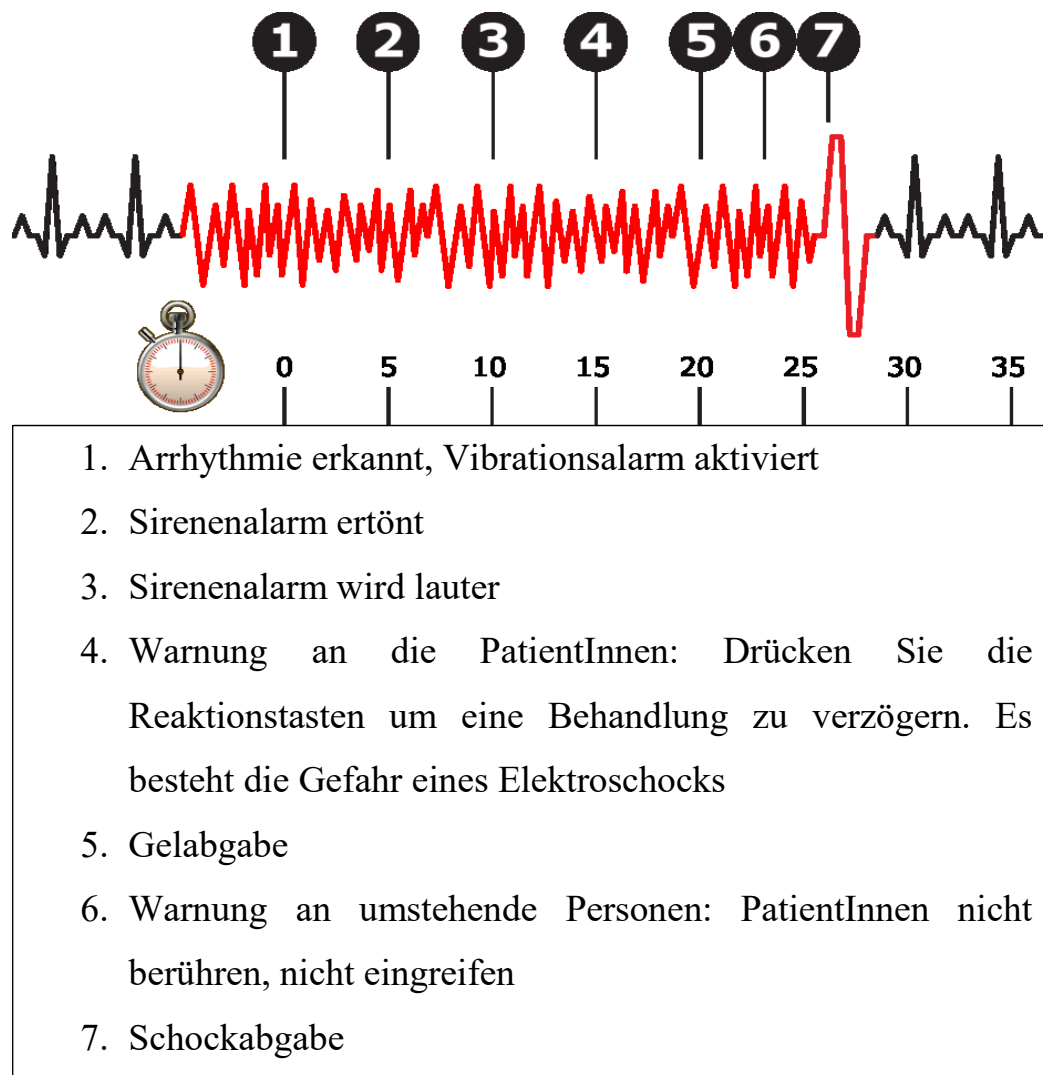 1 2 3 4 5 6 7
0 5 10 15 20 25 30 35
1. Arrhythmie erkannt, Vibrationsalarm aktiviert
2. Sirenenalarm ertönt
3. Sirenenalarm wird lauter
4. Warnung an die PatientInnen: Drücken Sie die
Reaktionstasten um eine Behandlung zu verzögern. Es
besteht die Gefahr eines Elektroschocks
5. Gelabgabe
6. Warnung an umstehende Personen: PatientInnen nicht
berühren, nicht eingreifen
7. Schockabgabe